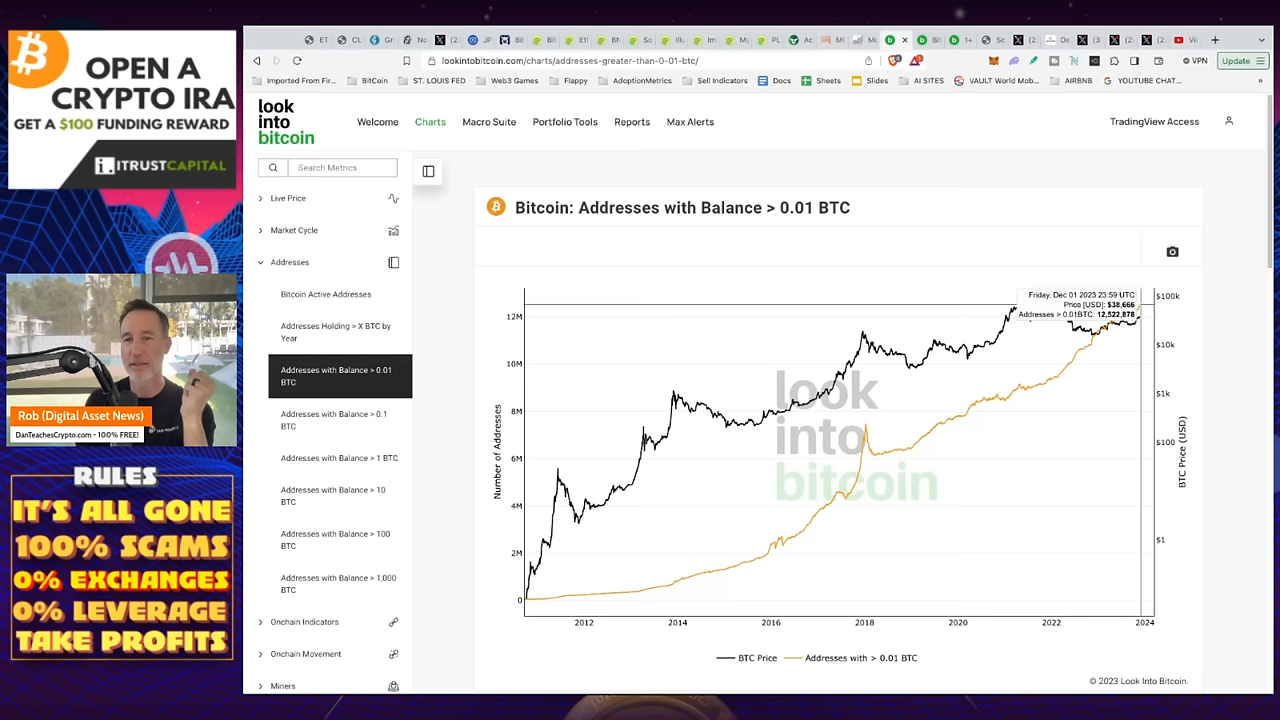 OPEN A
CRYPTO IRA
GET A $100 FUNDING REWARD
ITRUSTCAPITAL
Rob (Digital Asset News)
DanTeachesCrypto.com - 100% FREE!
RULES
IT'S ALL GONE
100% SCAMS
0% EXCHANGES
0% LEVERAGE
TAKE PROFITS
lookintobitcoin.com/charts/addresses-greater-than-0-01-btc/
VPN
Update
Imported From Fir...
BitCoin
ST. LOUIS FED
Web3 Games
Flappy
AdoptionMetrics
Sell Indicators
Docs
Sheets
Slides
AI SITES
VAULT World Mob...
AIRBNB
YOUTUBE CHAT...
look
into
bitcoin
Welcome
Charts
Macro Suite
Portfolio Tools
Reports
Max Alerts
TradingView Access
Search Metrics
Live Price
Market Cycle
Addresses
Bitcoin Active Addresses
Addresses Holding > X BTC by
Year
Addresses with Balance > 0.01
BTC
Addresses with Balance > 0.1
BTC
Addresses with Balance > 1 BTC
Addresses with Balance > 10
BTC
Addresses with Balance > 100
BTC
Addresses with Balance > 1,000
BTC
Onchain Indicators
Onchain Movement
Miners
Bitcoin: Addresses with Balance > 0.01 BTC
Friday, Dec 01 2023 23:59 UTC
Price (USD): $38,666
Addresses > 0.01BTC: 12,522,878
Number of Addresses
12M
10M
8M
6M
4M
2M
0
look
into
bitcoin
$100k
$10k
$1k
$100
$1
BTC Price (USD)
2012
2014
2016
2018
2020
2022
2024
BTC Price
Addresses with > 0.01 BTC
© 2023 Look Into Bitcoin.